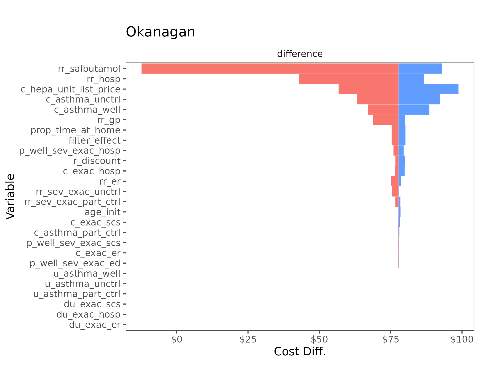 Okanagan
difference
rr_salbutamol
rr_hosp
c_hepa_unit_list_price
c_asthma_unctrl
c_asthma_well
rr_gp
prop_time_at_home
filter_effect
p_well_sev_exac_hosp
r_discount
c_exac_hosp
rr_er
rr_sev_exac_unctrl
rr_sev_exac_part_ctrl
age_init
c_exac_scs
c_asthma_part_ctrl
p_well_sev_exac_scs
c_exac_er
p_well_sev_exac_ed
u_asthma_well
u_asthma_unctrl
u_asthma_part_ctrl
du_exac_scs
du_exac_hosp
du_exac_er
Variable
$0 $25 $50 $75 $100
Cost Diff.